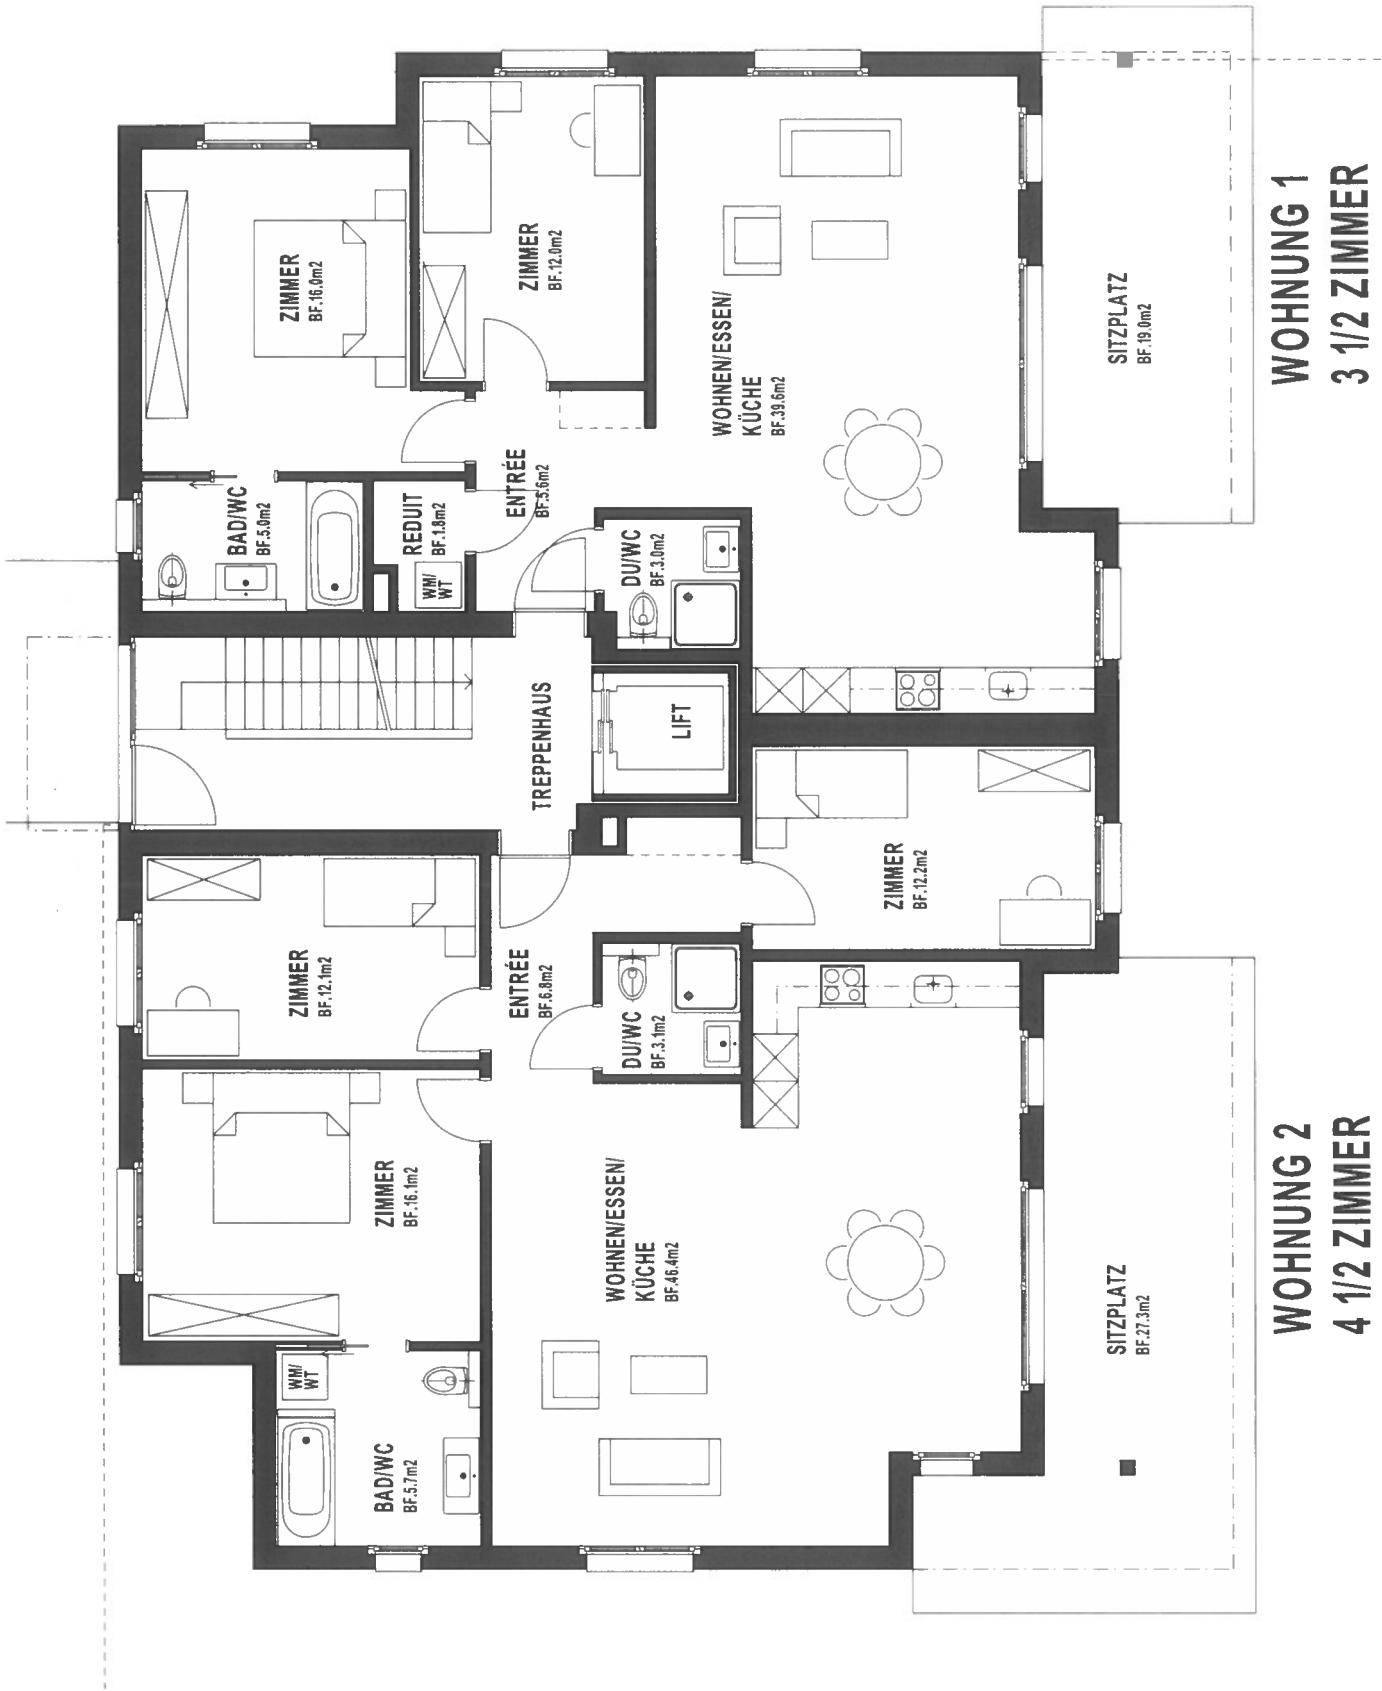 ZIMMER
BF.12.1m2
ZIMMER
BF.16.1m2
WM/
WT
BAD/WC
BF.5.7m2
ENTRÉE
BF.6.8m2
DU/WC
BF.3.1m2
WOHNEN/ESSEN/
KÜCHE
BF.46.4m2
ZIMMER
BF.12.2m2
SITZPLATZ
BF.27.3m2
WOHNUNG 2
4 1/2 ZIMMER
TREPPENHAUS
LIFT
BAD/WC
BF.5.0m2
REDUIT
BF.1.8m2
WM/
WT
ZIMMER
BF.16.0m2
ENTRÉE
BF.5.6m2
ZIMMER
BF.12.0m2
DU/WC
BF.3.0m2
WOHNEN/ESSEN/
KÜCHE
BF.39.6m2
SITZPLATZ
BF.19.0m2
WOHNUNG 1
3 1/2 ZIMMER